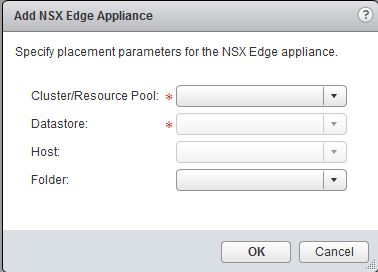 Add NSX Edge Appliance
?
Specify placement parameters for the NSX Edge appliance.
Cluster/Resource Pool: *
Datastore: *
Host:
Folder:
OK Cancel